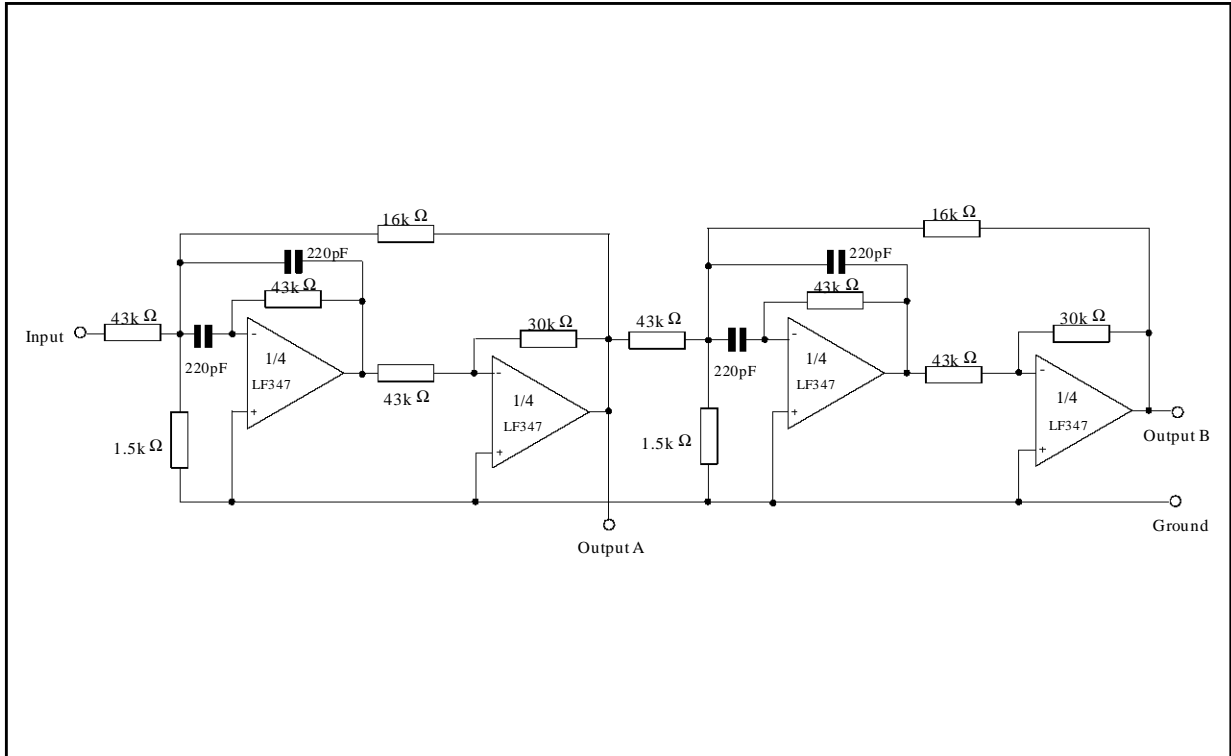 16k Ω
16k Ω
220pF
220pF
43k Ω
43k Ω
Input
43k Ω
30k Ω
43k Ω
30k Ω
-
-
1/4
LF347
220pF
43k Ω
-
1/4
LF347
+
1/4
LF347
220pF
43k Ω
-
1/4
LF347
+
Output B
1.5k Ω
+
1.5k Ω
+
Ground
Output A